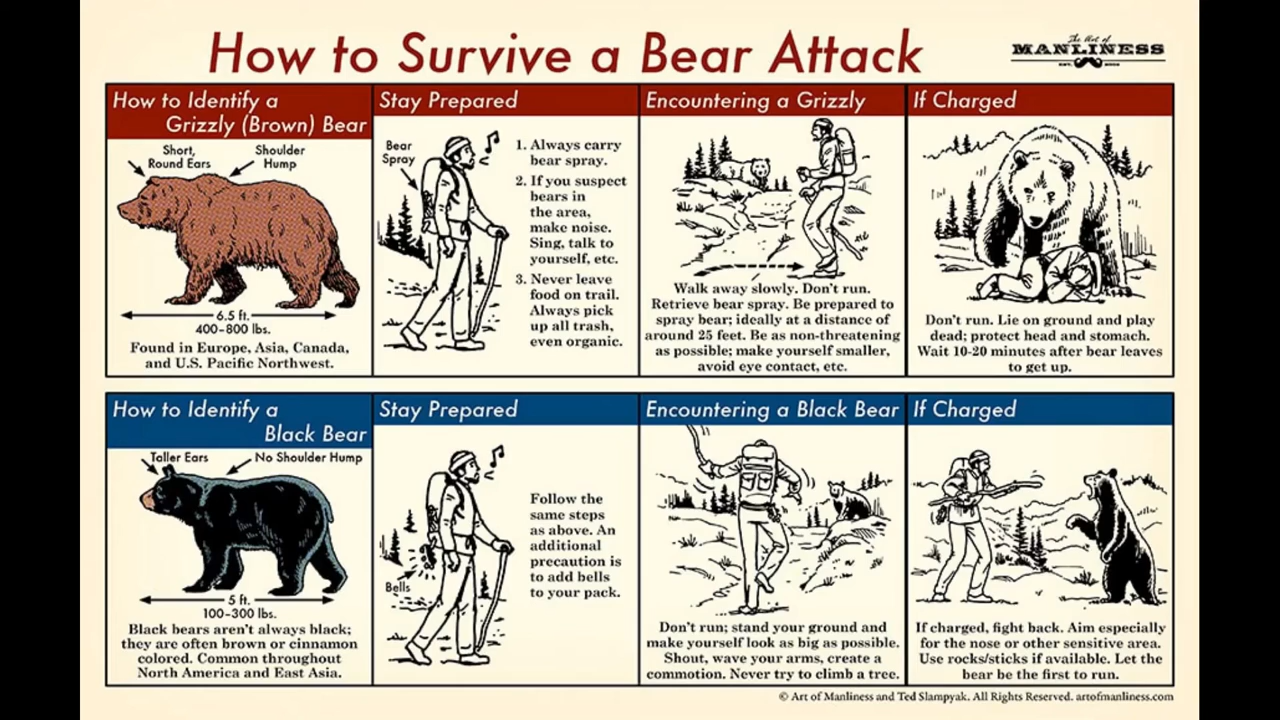 How to Survive a Bear Attack
The Art of
MANLINESS
EST. 2008
How to Identify a
Grizzly (Brown) Bear
Short,
Round Ears
Shoulder
Hump
6.5 ft.
400–800 lbs.
Found in Europe, Asia, Canada,
and U.S. Pacific Northwest.
Stay Prepared
Bear
Spray
1. Always carry
bear spray.
2. If you suspect
bears in
the area,
make noise.
Sing, talk to
yourself, etc.
3. Never leave
food on trail.
Always pick
up all trash,
even organic.
Encountering a Grizzly
Walk away slowly. Don't run.
Retrieve bear spray. Be prepared to
spray bear; ideally at a distance of
around 25 feet. Be as non-threatening
as possible; make yourself smaller,
avoid eye contact, etc.
If Charged
Don't run. Lie on ground and play
dead; protect head and stomach.
Wait 10-20 minutes after bear leaves
to get up.
How to Identify a
Black Bear
Taller Ears
No Shoulder Hump
5 ft.
100–300 lbs.
Black bears aren't always black;
they are often brown or cinnamon
colored. Common throughout
North America and East Asia.
Stay Prepared
Bells
Follow the
same steps
as above. An
additional
precaution is
to add bells
to your pack.
Encountering a Black Bear
Don't run; stand your ground and
make yourself look as big as possible.
Shout, wave your arms, create a
commotion. Never try to climb a tree.
If Charged
If charged, fight back. Aim especially
for the nose or other sensitive area.
Use rocks/sticks if available. Let the
bear be the first to run.
© Art of Manliness and Ted Slampyak. All Rights Reserved. artofmanliness.com